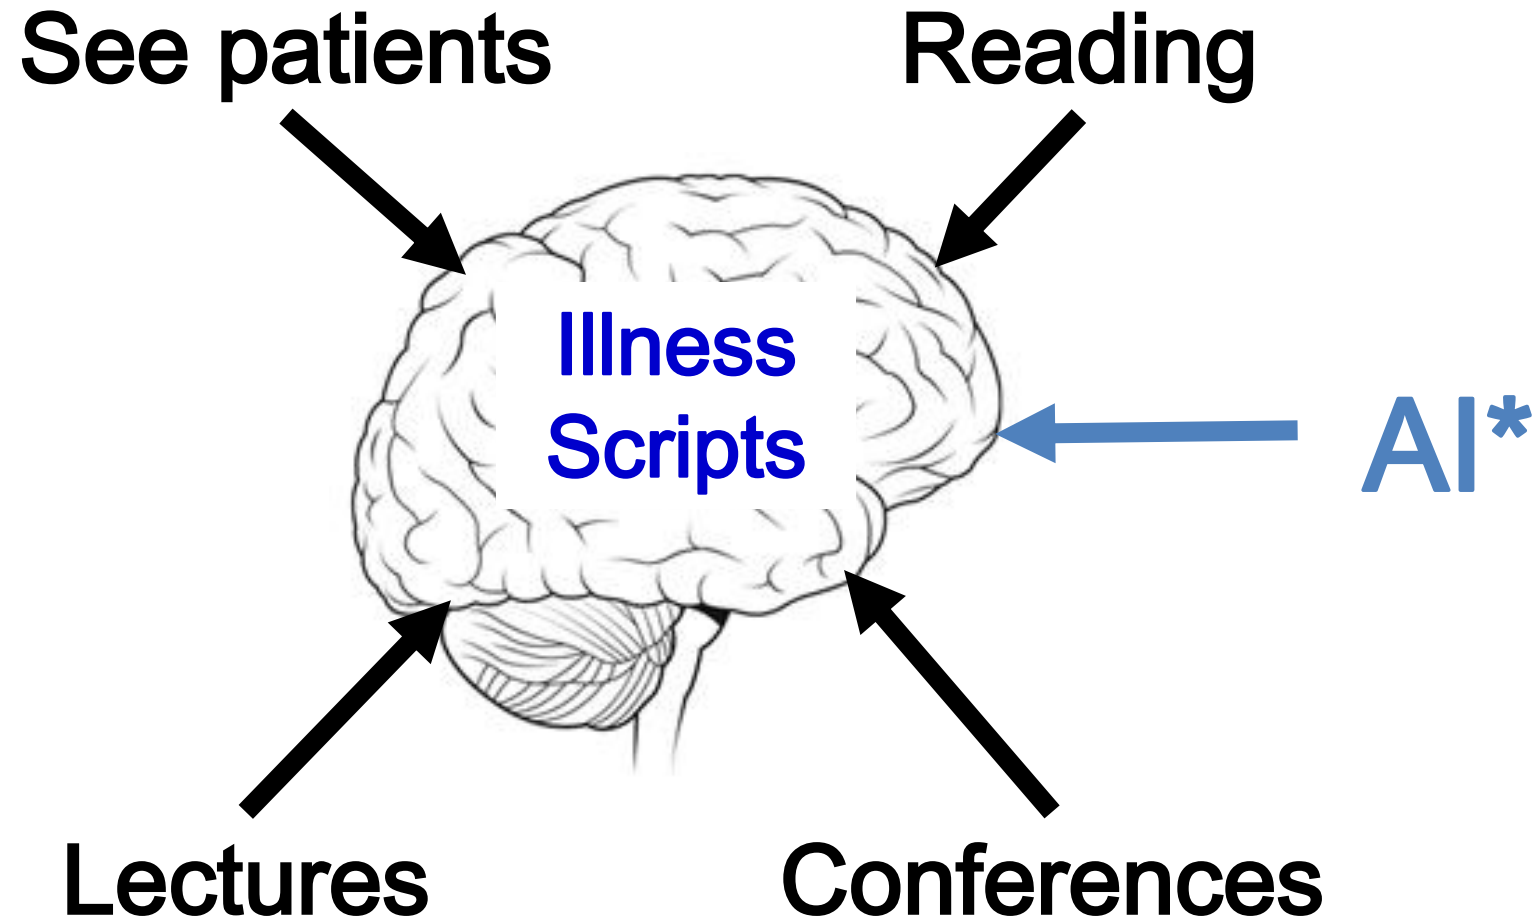 See patients
Reading
Illness
Scripts
AI*
Lectures
Conferences